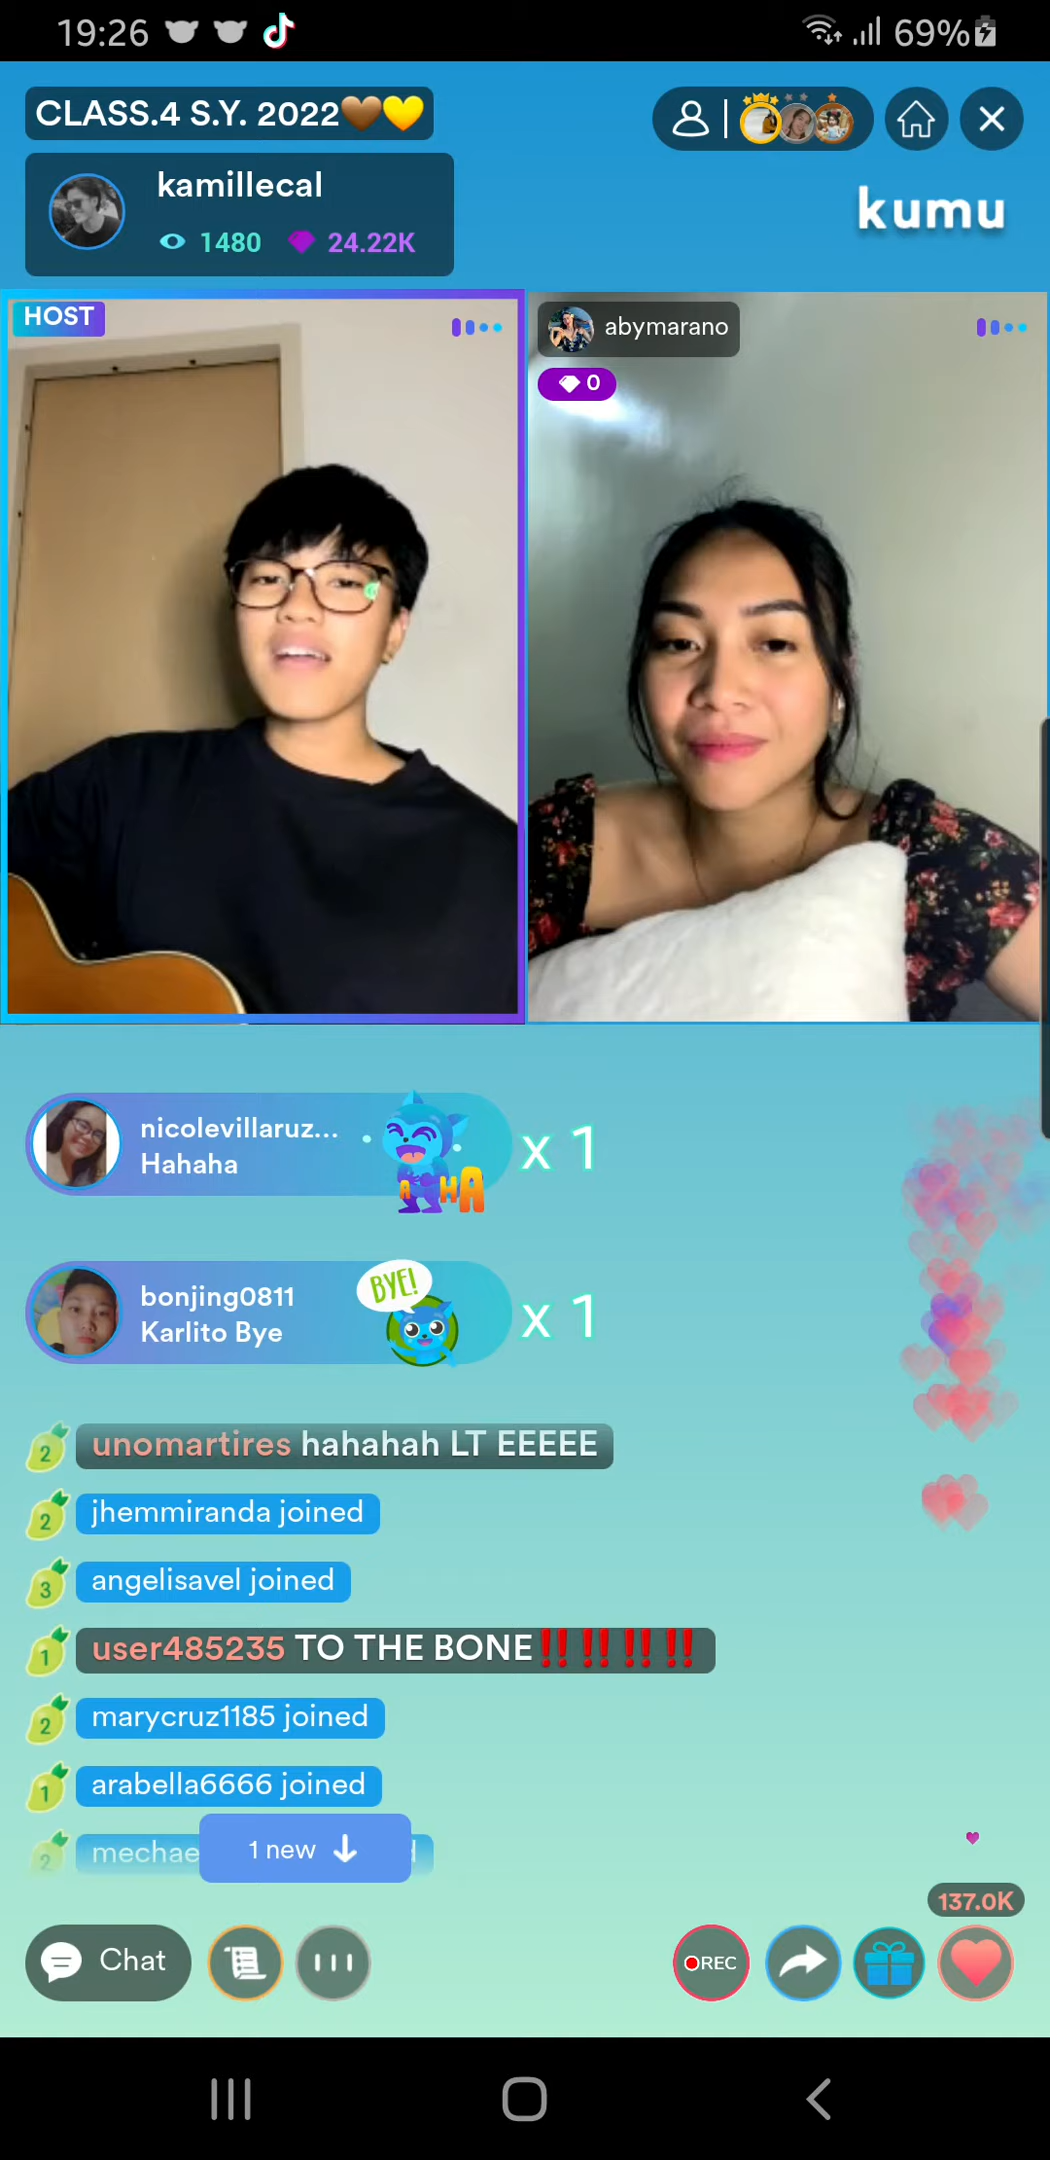 19:26
69%
CLASS.4 S.Y. 2022🤎💛
kamillecal
1480 24.22K
kumu
HOST
abymarano
0
nicolevillaruz...
Hahaha
A HA
x 1
BYE!
bonjing0811
Karlito Bye
x 1
2 unomartires hahahah LT EEEEE
2 jhemmiranda joined
3 angelisavel joined
1 user485235 TO THE BONE‼️‼️‼️‼️
2 marycruz1185 joined
1 arabella6666 joined
2 mechae
1 new ↓
137.0K
Chat
REC